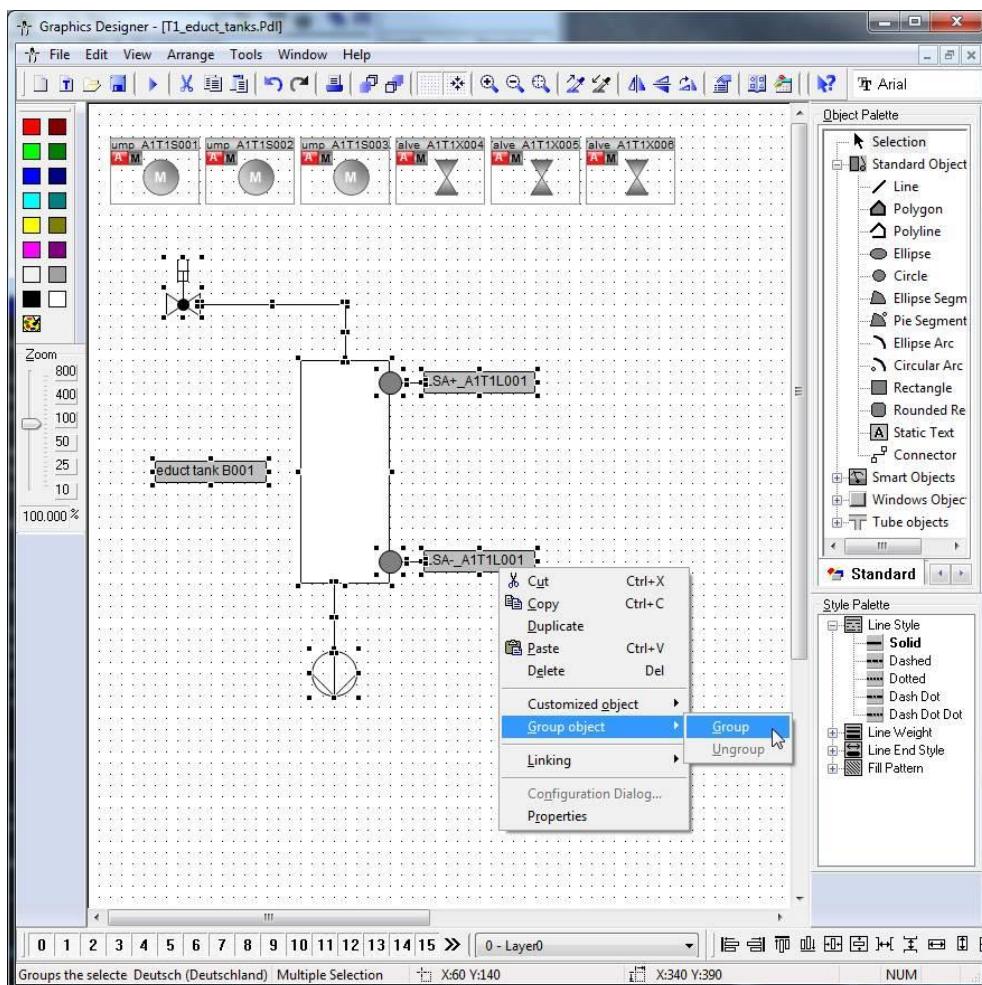 Graphics Designer - [T1_educt_tanks.Pdl]
File Edit View Arrange Tools Window Help
Arial
Object Palette
Selection
Standard Object
Line
Polygon
Polyline
Ellipse
Circle
Ellipse Segm
Pie Segment
Ellipse Arc
Circular Arc
Rectangle
Rounded Re
A Static Text
Connector
Smart Objects
Windows Objec
Tube objects
Standard
Style Palette
Line Style
Solid
Dashed
Dotted
Dash Dot
Dash Dot Dot
Line Weight
Line End Style
Fill Pattern
Zoom
800
400
100
50
25
10
100.000 %
ump_A1T1S001 ump_A1T1S002 ump_A1T1S003 alve_A1T1X004 alve_A1T1X005 alve_A1T1X006
A M A M A M A M A M A M
M M M
.SA+_A1T1L001
educt tank B001
.SA-_A1T1L001
Cut Ctrl+X
Copy Ctrl+C
Duplicate
Paste Ctrl+V
Delete Del
Customized object
Group object
Group
Ungroup
Linking
Configuration Dialog...
Properties
0 1 2 3 4 5 6 7 8 9 10 11 12 13 14 15 0 - Layer0
Groups the selecte Deutsch (Deutschland) Multiple Selection X:60 Y:140 X:340 Y:390 NUM